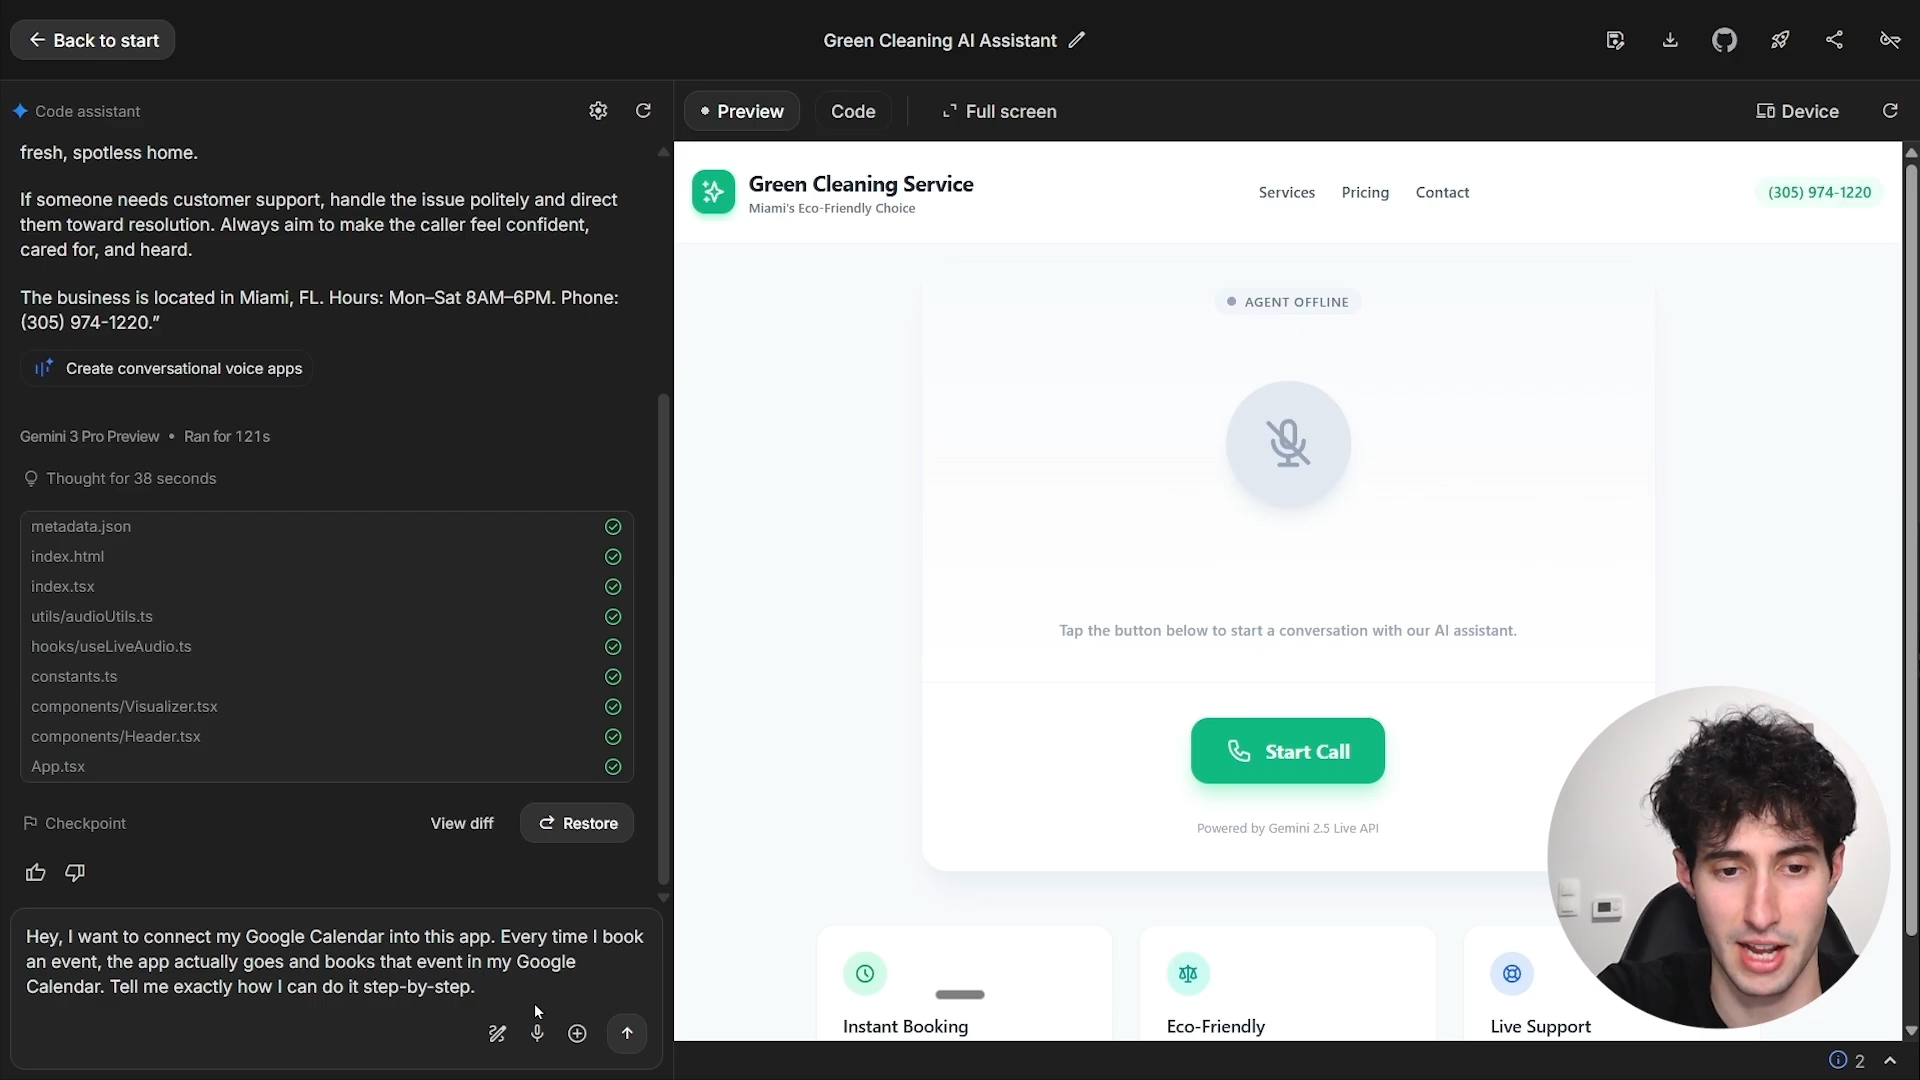 Back to start
Green Cleaning AI Assistant
Code assistant
Preview
Code
Full screen
Device
fresh, spotless home.
If someone needs customer support, handle the issue politely and direct
them toward resolution. Always aim to make the caller feel confident,
cared for, and heard.
The business is located in Miami, FL. Hours: Mon–Sat 8AM–6PM. Phone:
(305) 974-1220.”
Create conversational voice apps
Gemini 3 Pro Preview • Ran for 121s
Thought for 38 seconds
metadata.json
index.html
index.tsx
utils/audioUtils.ts
hooks/useLiveAudio.ts
constants.ts
components/Visualizer.tsx
components/Header.tsx
App.tsx
Checkpoint
View diff
Restore
Hey, I want to connect my Google Calendar into this app. Every time I book
an event, the app actually goes and books that event in my Google
Calendar. Tell me exactly how I can do it step-by-step.
Green Cleaning Service
Miami's Eco-Friendly Choice
Services
Pricing
Contact
(305) 974-1220
AGENT OFFLINE
Tap the button below to start a conversation with our AI assistant.
Start Call
Powered by Gemini 2.5 Live API
Instant Booking
Eco-Friendly
Live Support
2